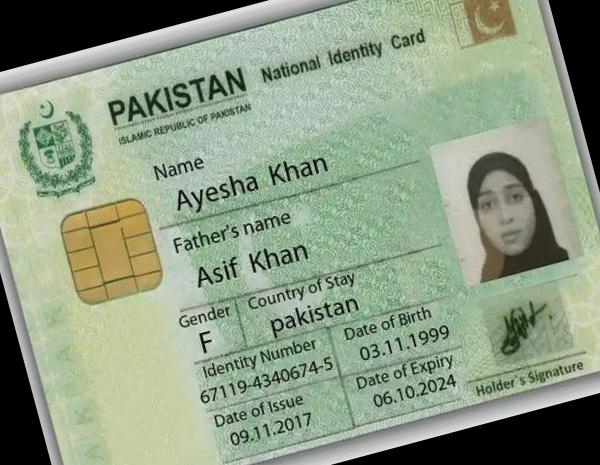 PAKISTAN National Identity Card
ISLAMIC REPUBLIC OF PAKISTAN
Name
Ayesha Khan
Father's name
Asif Khan
Gender Country of Stay
F pakistan
Identity Number Date of Birth
67119-4340674-5 03.11.1999
Date of Issue Date of Expiry
09.11.2017 06.10.2024
Holder's Signature